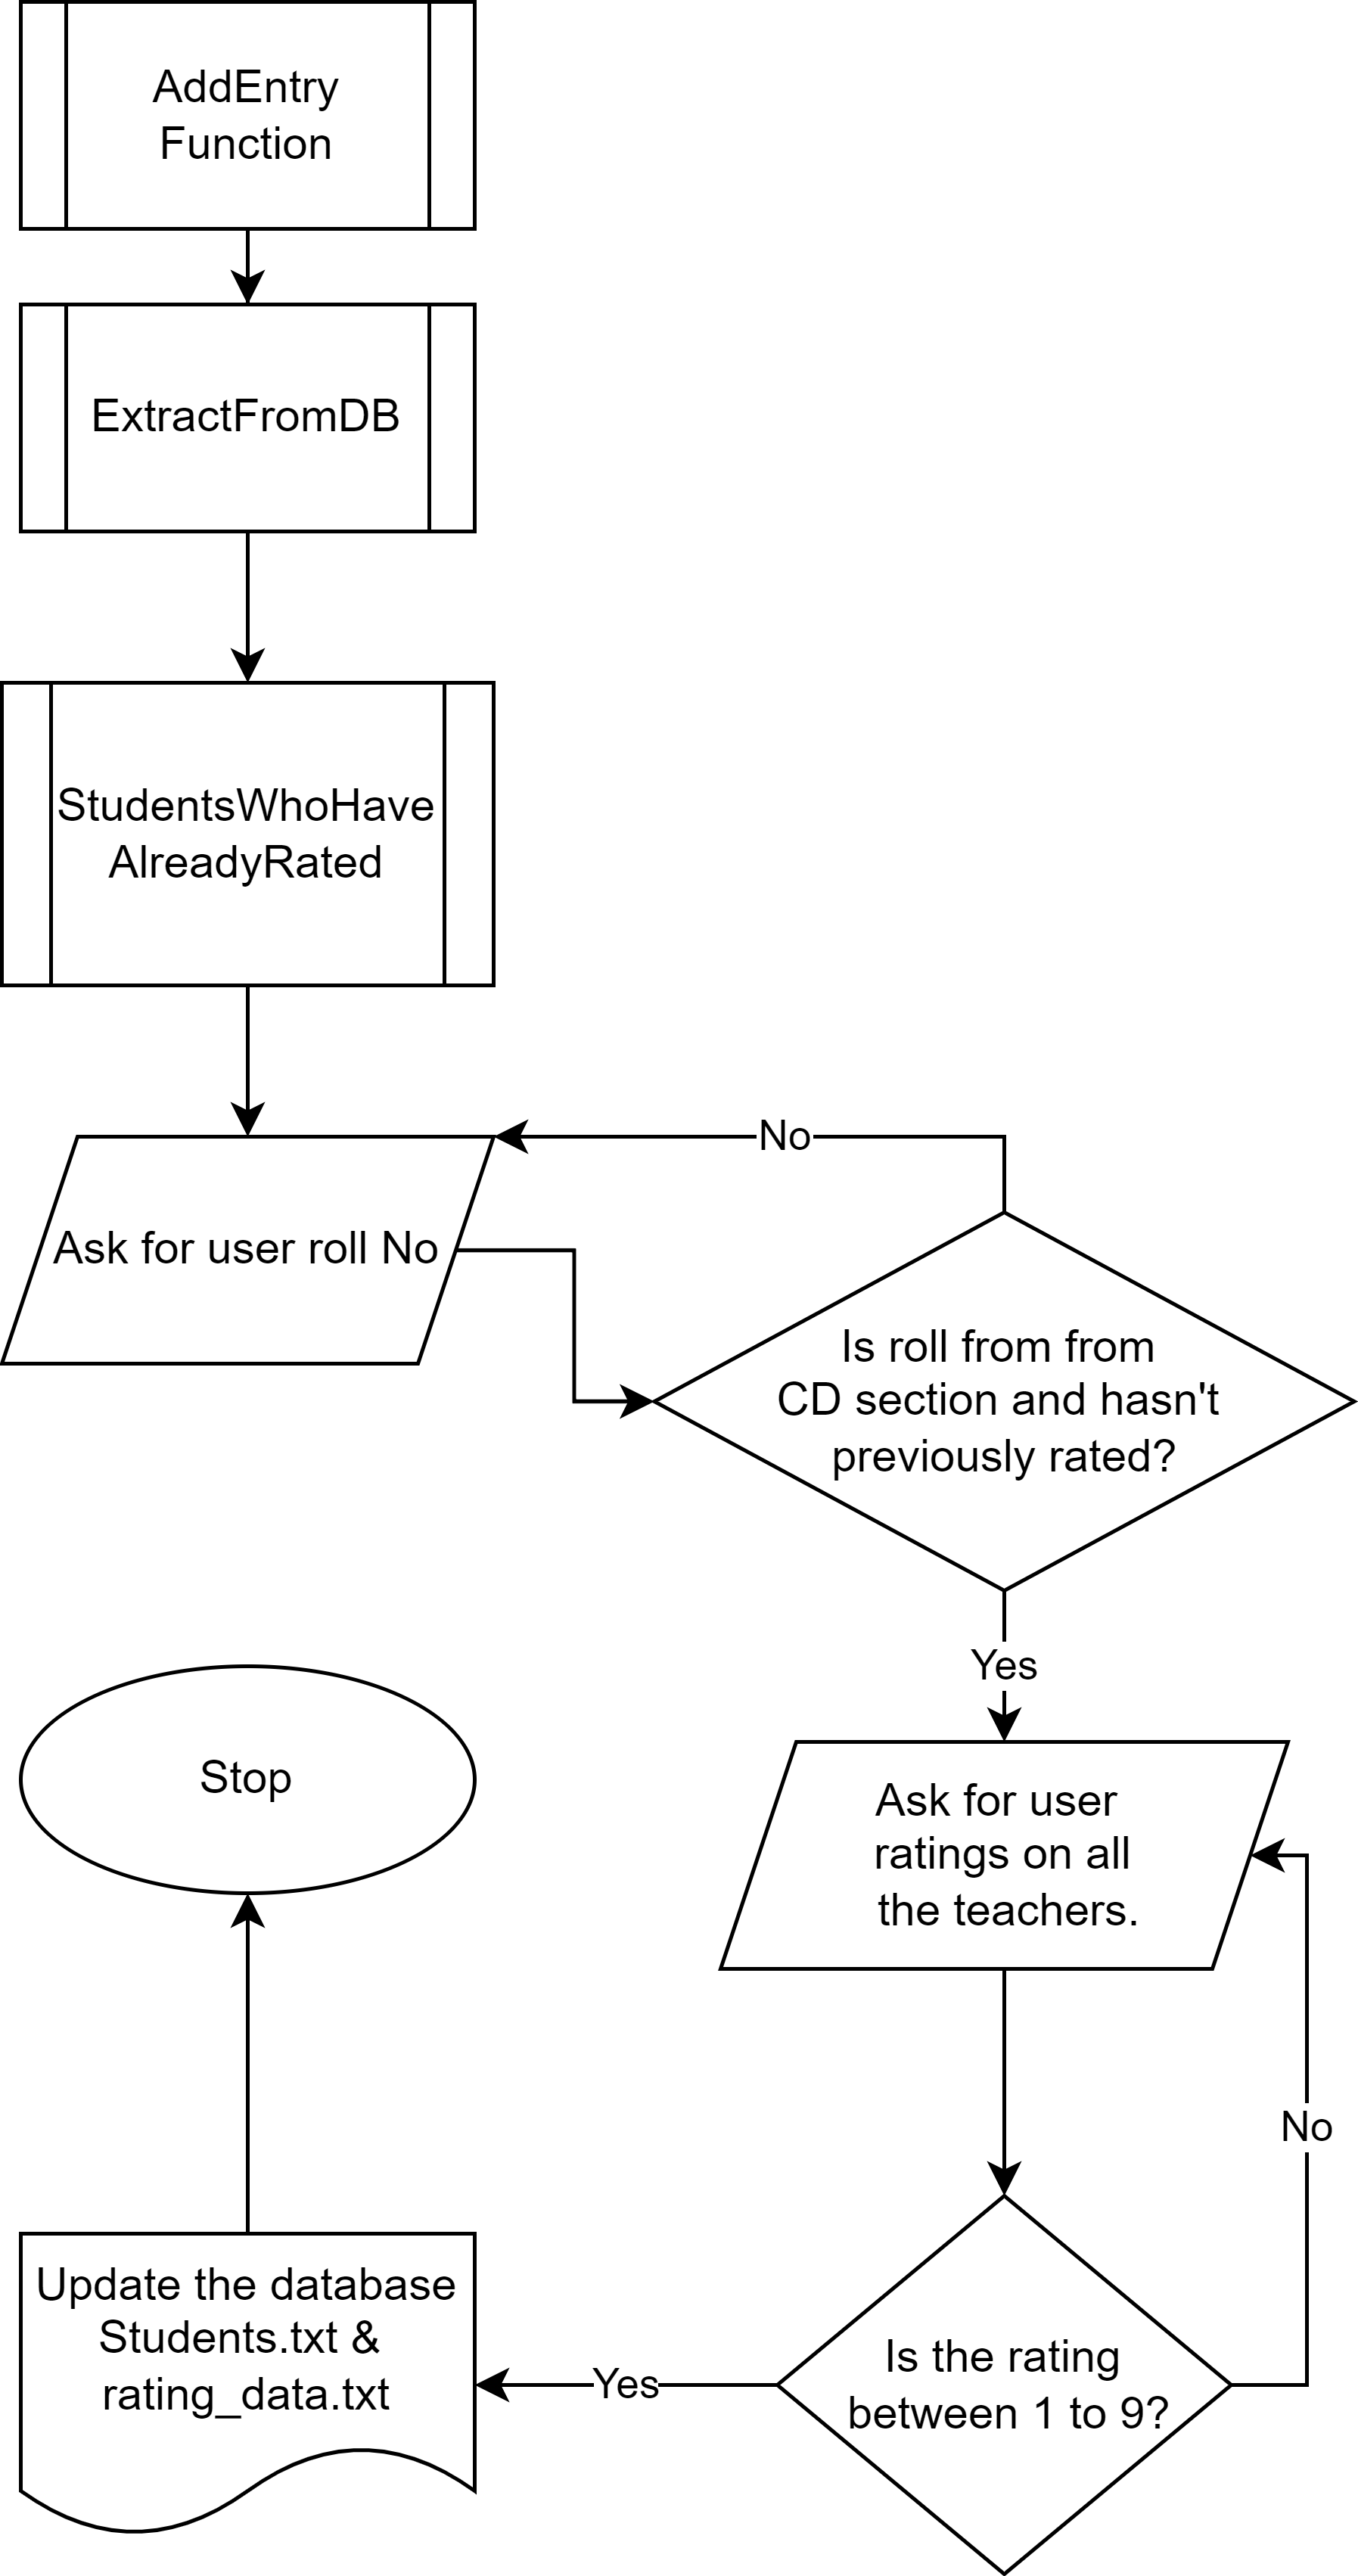 AddEntry
Function
ExtractFromDB
StudentsWhoHave
AlreadyRated
No
Ask for user roll No
Is roll from from
CD section and hasn't
previously rated?
Yes
Stop
Ask for user
ratings on all
the teachers.
No
Update the database
Students.txt &
rating_data.txt
Yes
Is the rating
between 1 to 9?